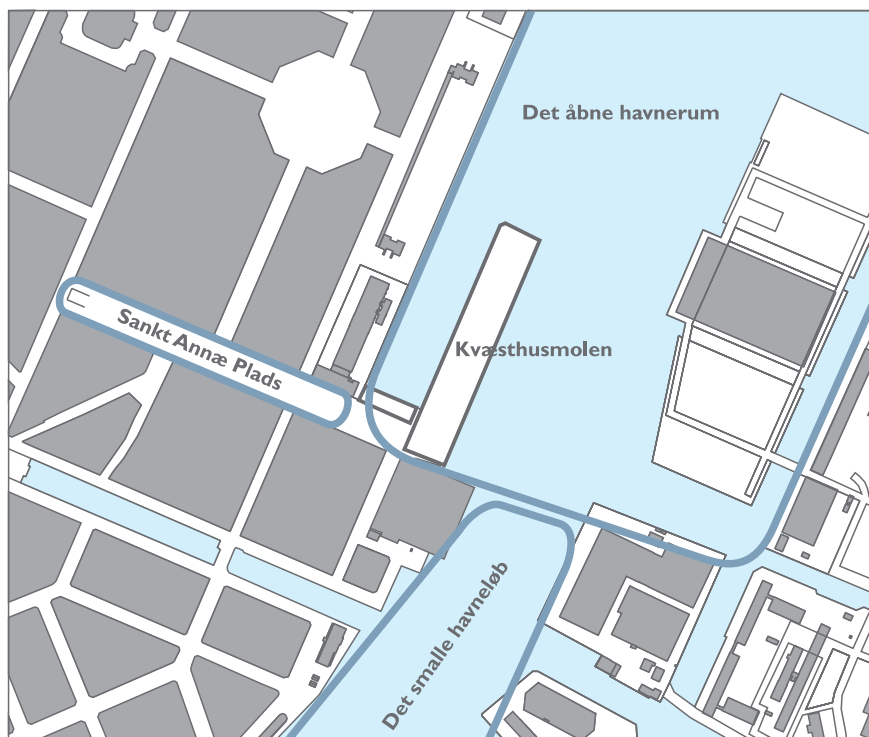 Det åbne havnerum
Sankt Annæ Plads
Kvæsthusmolen
Det smalle havneløb